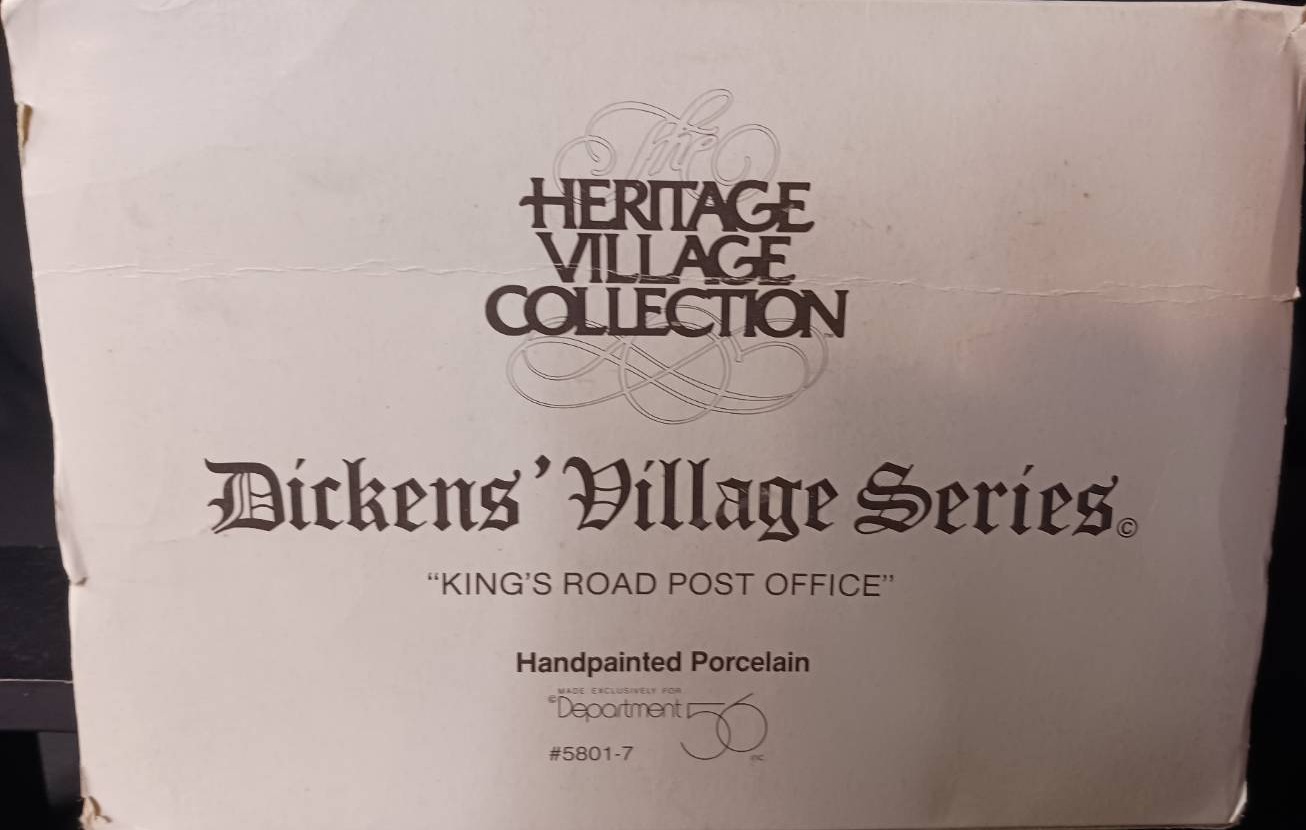 The
HERITAGE
VILLAGE
COLLECTION
Dickens' Village Series©
“KING'S ROAD POST OFFICE”
Handpainted Porcelain
MADE EXCLUSIVELY FOR
©Department 56 INC.
#5801-7